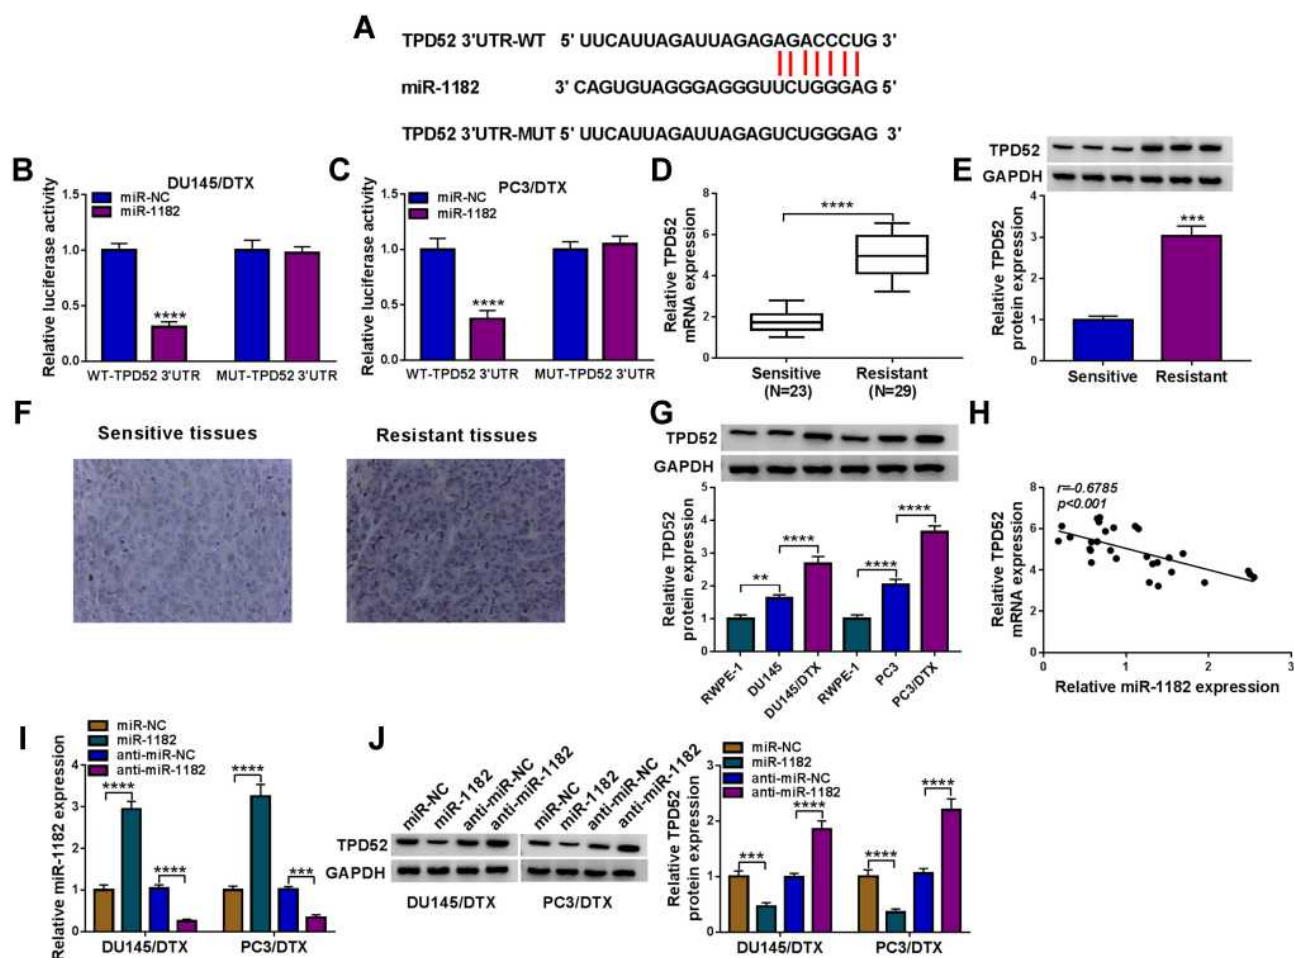 A
TPD52 3'UTR-WT 5' UUCAUUAGAUUAGAGAGACCCUG 3'
miR-1182 3' CAGUGUAGGGAGGGUUCUGGGAG 5'
TPD52 3'UTR-MUT 5' UUCAUUAGAUUAGAGUCUGGGAG 3'
B
DU145/DTX
miR-NC
miR-1182
Relative luciferase activity
1.5
1.0
0.5
0.0
****
WT-TPD52 3'UTR
MUT-TPD52 3'UTR
C
PC3/DTX
miR-NC
miR-1182
Relative luciferase activity
1.5
1.0
0.5
0.0
****
WT-TPD52 3'UTR
MUT-TPD52 3'UTR
D
Relative TPD52
mRNA expression
8
6
4
2
0
****
Sensitive
(N=23)
Resistant
(N=29)
E
TPD52
GAPDH
Relative TPD52
protein expression
4
3
2
1
0
***
Sensitive
Resistant
F
Sensitive tissues
Resistant tissues
G
TPD52
GAPDH
Relative TPD52
protein expression
5
4
3
2
1
0
**
****
****
****
RWPE-1
DU145
DU145/DTX
RWPE-1
PC3
PC3/DTX
H
r=-0.6785
p<0.001
Relative TPD52
mRNA expression
8
6
4
2
0
0
1
2
3
Relative miR-1182 expression
I
miR-NC
miR-1182
anti-miR-NC
anti-miR-1182
Relative miR-1182 expression
4
3
2
1
0
****
****
****
***
DU145/DTX
PC3/DTX
J
miR-NC
miR-1182
anti-miR-NC
anti-miR-1182
miR-NC
miR-1182
anti-miR-NC
anti-miR-1182
TPD52
GAPDH
DU145/DTX
PC3/DTX
miR-NC
miR-1182
anti-miR-NC
anti-miR-1182
Relative TPD52
protein expression
3
2
1
0
***
****
****
****
DU145/DTX
PC3/DTX